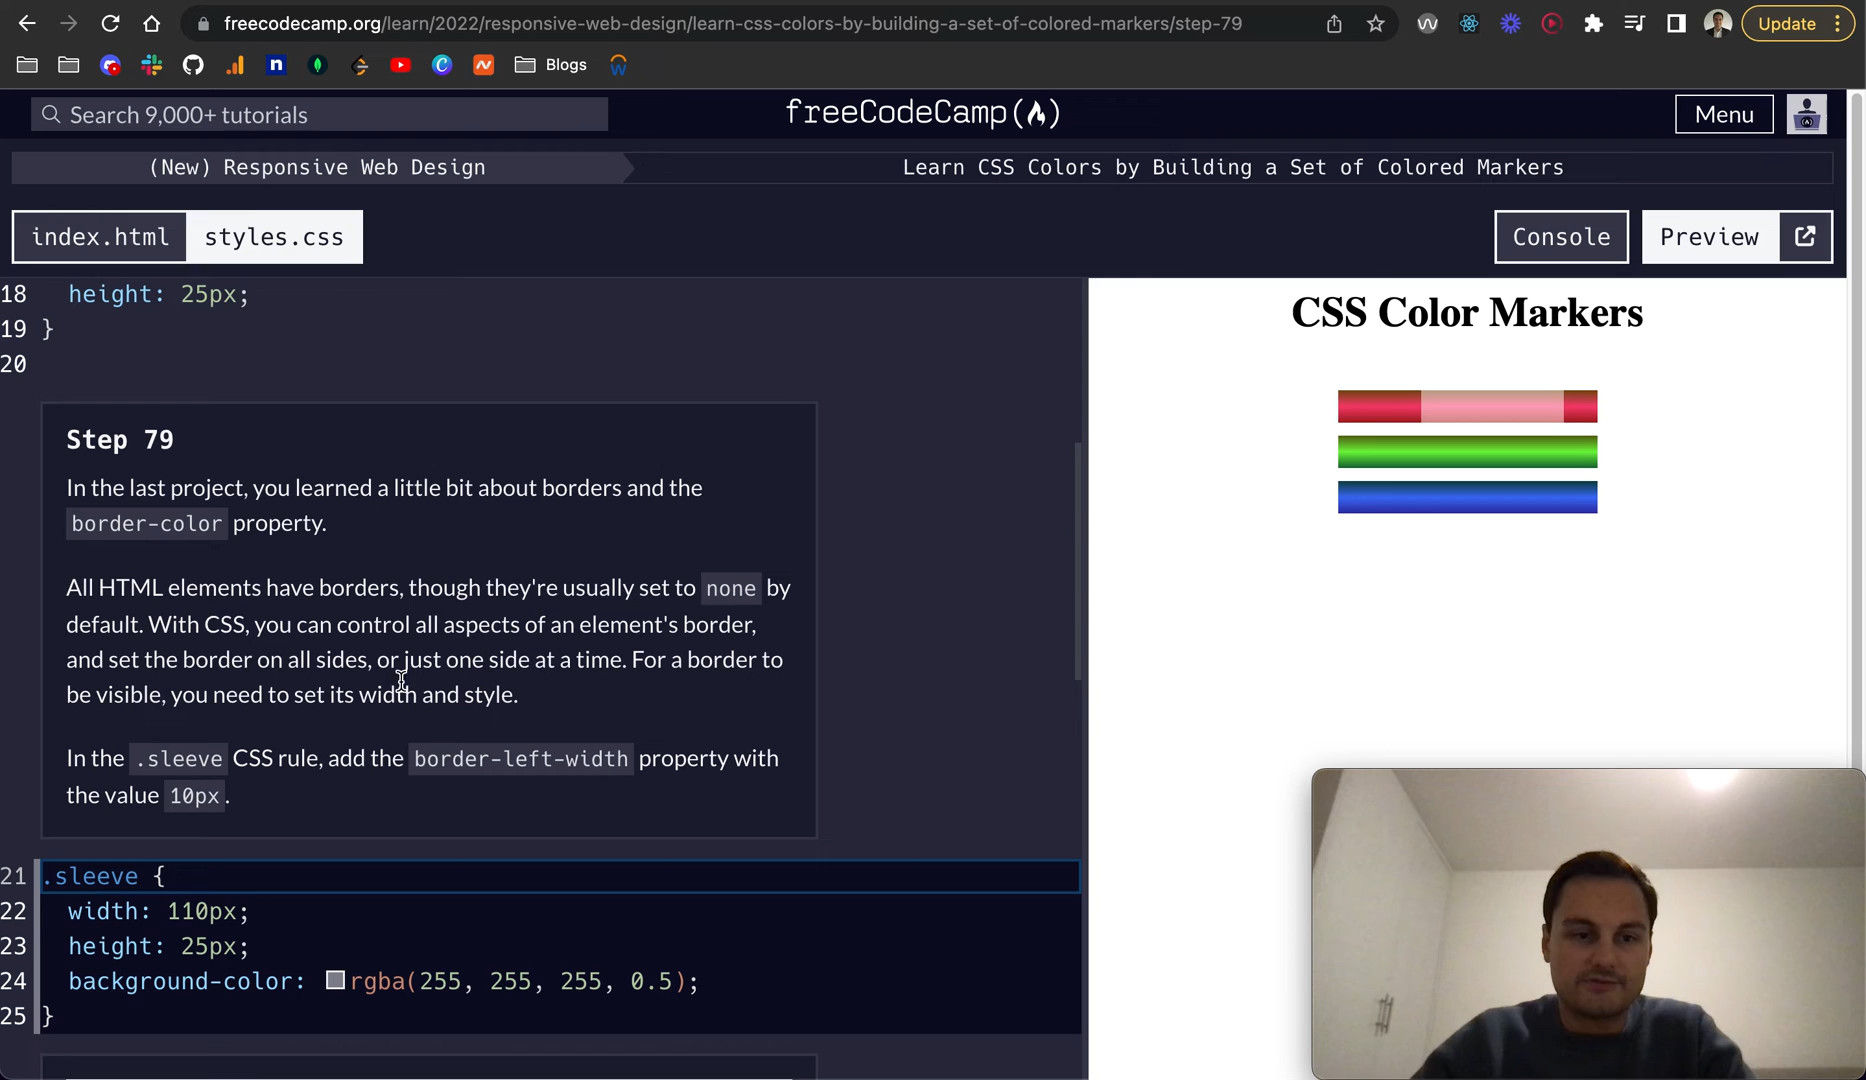 freecodecamp.org/learn/2022/responsive-web-design/learn-css-colors-by-building-a-set-of-colored-markers/step-79
Update
Blogs
Search 9,000+ tutorials
freeCodeCamp
Menu
(New) Responsive Web Design
Learn CSS Colors by Building a Set of Colored Markers
index.html
styles.css
Console
Preview
18 height: 25px;
19 }
20
Step 79
In the last project, you learned a little bit about borders and the
border-color property.
All HTML elements have borders, though they're usually set to none by
default. With CSS, you can control all aspects of an element's border,
and set the border on all sides, or just one side at a time. For a border to
be visible, you need to set its width and style.
In the .sleeve CSS rule, add the border-left-width property with
the value 10px.
21 .sleeve {
22 width: 110px;
23 height: 25px;
24 background-color: rgba(255, 255, 255, 0.5);
25 }
CSS Color Markers